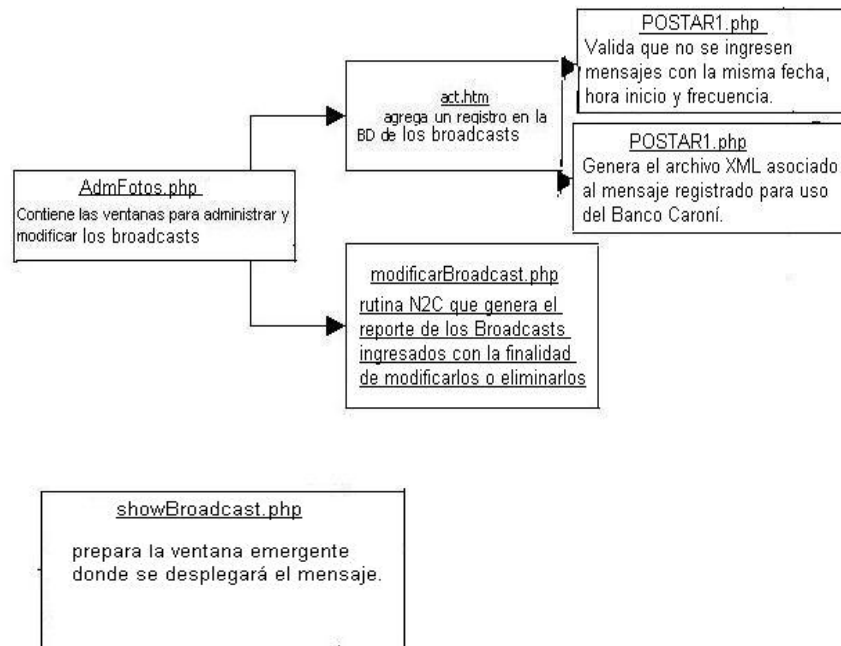 POSTAR1.php
Valida que no se ingresen
mensajes con la misma fecha,
hora inicio y frecuencia.
act.htm
agrega un registro en la
BD de los broadcasts
POSTAR1.php
Genera el archivo XML asociado
al mensaje registrado para uso
del Banco Caroní.
AdmFotos.php
Contiene las ventanas para administrar y
modificar los broadcasts
modificarBroadcast.php
rutina N2C que genera el
reporte de los Broadcasts
ingresados con la finalidad
de modificarlos o eliminarlos
showBroadcast.php
prepara la ventana emergente
donde se desplegará el mensaje.